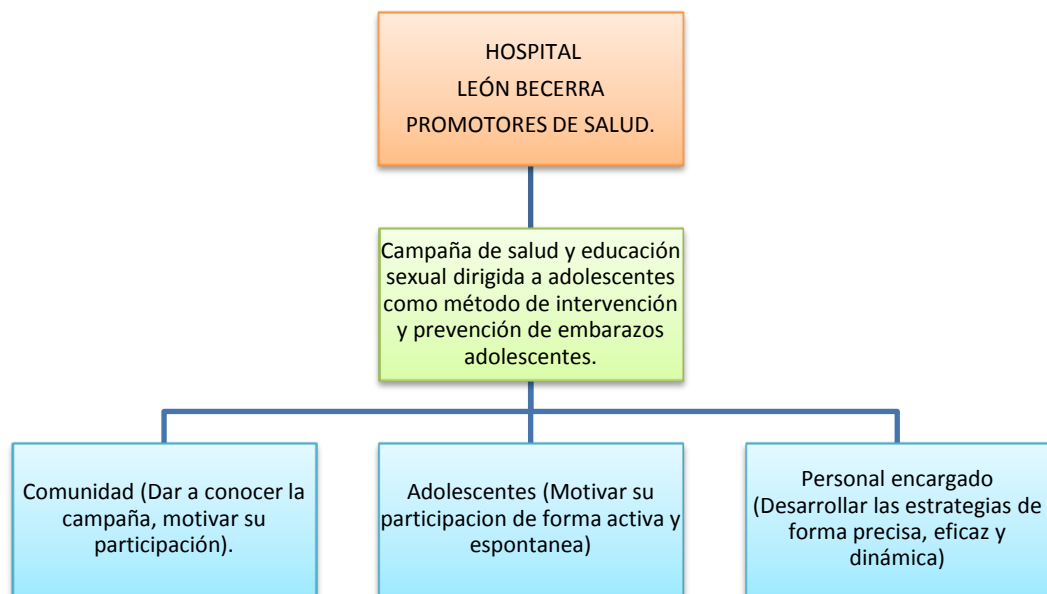 HOSPITAL
LEÓN BECERRA
PROMOTORES DE SALUD.
Campaña de salud y educación
sexual dirigida a adolescentes
como método de intervención
y prevención de embarazos
adolescentes.
Comunidad (Dar a conocer la
campaña, motivar su
participación).
Adolescentes (Motivar su
participacion de forma activa y
espontanea)
Personal encargado
(Desarrollar las estrategias de
forma precisa, eficaz y
dinámica)